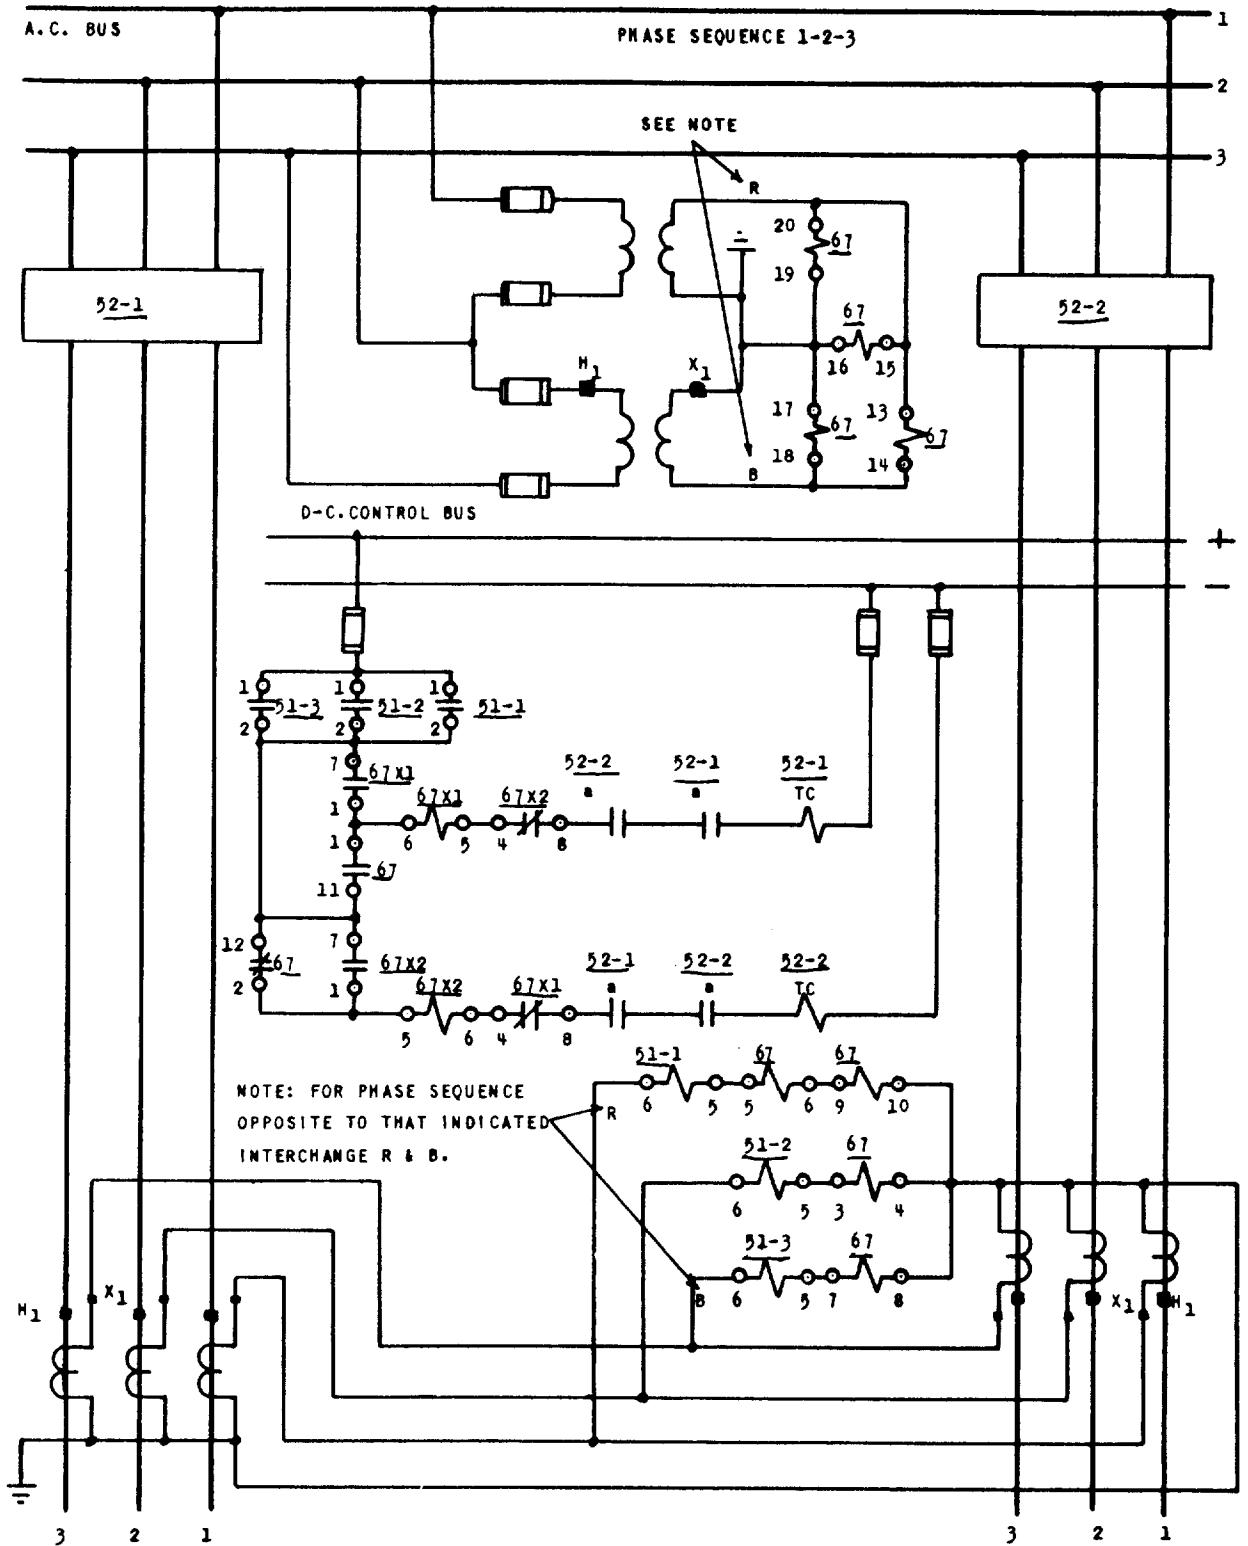 1
A.C. BUS
PHASE SEQUENCE 1-2-3
2
SEE NOTE
3
R
20
67
19
52-1
52-2
67
H1
X1
16
15
17
67
13
67
18
14
B
D-C.CONTROL BUS
+
−
1
51-3
1
51-2
1
51-1
2
2
2
7
67X1
52-2
52-1
52-1
a
a
TC
1
67X1
67X2
6
5
4
8
1
67
11
12
7
67
67X2
52-1
52-2
52-2
a
a
TC
2
1
67X2
67X1
5
6
4
8
51-1
67
67
6
5
5
6
9
10
NOTE: FOR PHASE SEQUENCE
OPPOSITE TO THAT INDICATED
INTERCHANGE R & B.
R
51-2
67
6
5
3
4
51-3
67
B
6
5
7
8
H1
X1
X1
H1
3
2
1
3
2
1